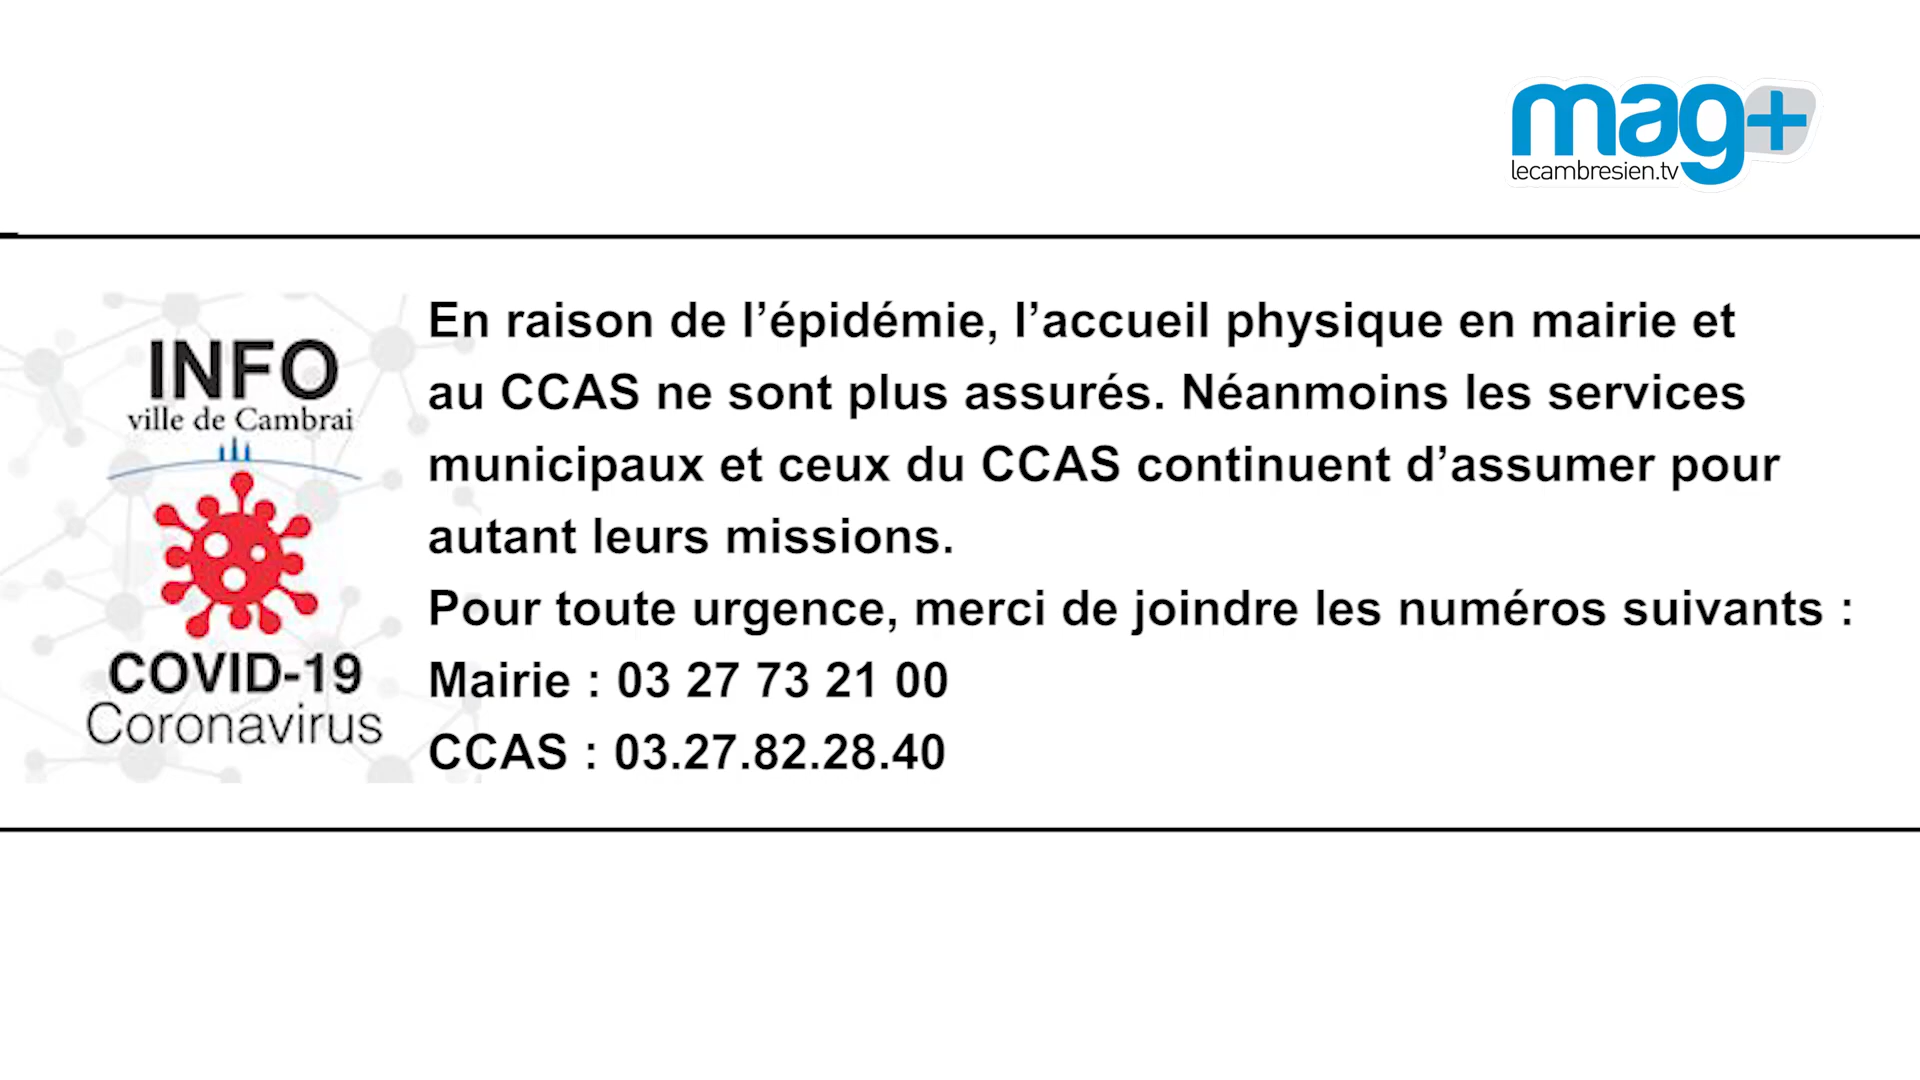 mag+
lecambresien.tv
INFO
ville de Cambrai
COVID-19
Coronavirus
En raison de l’épidémie, l’accueil physique en mairie et
au CCAS ne sont plus assurés. Néanmoins les services
municipaux et ceux du CCAS continuent d’assumer pour
autant leurs missions.
Pour toute urgence, merci de joindre les numéros suivants :
Mairie : 03 27 73 21 00
CCAS : 03.27.82.28.40